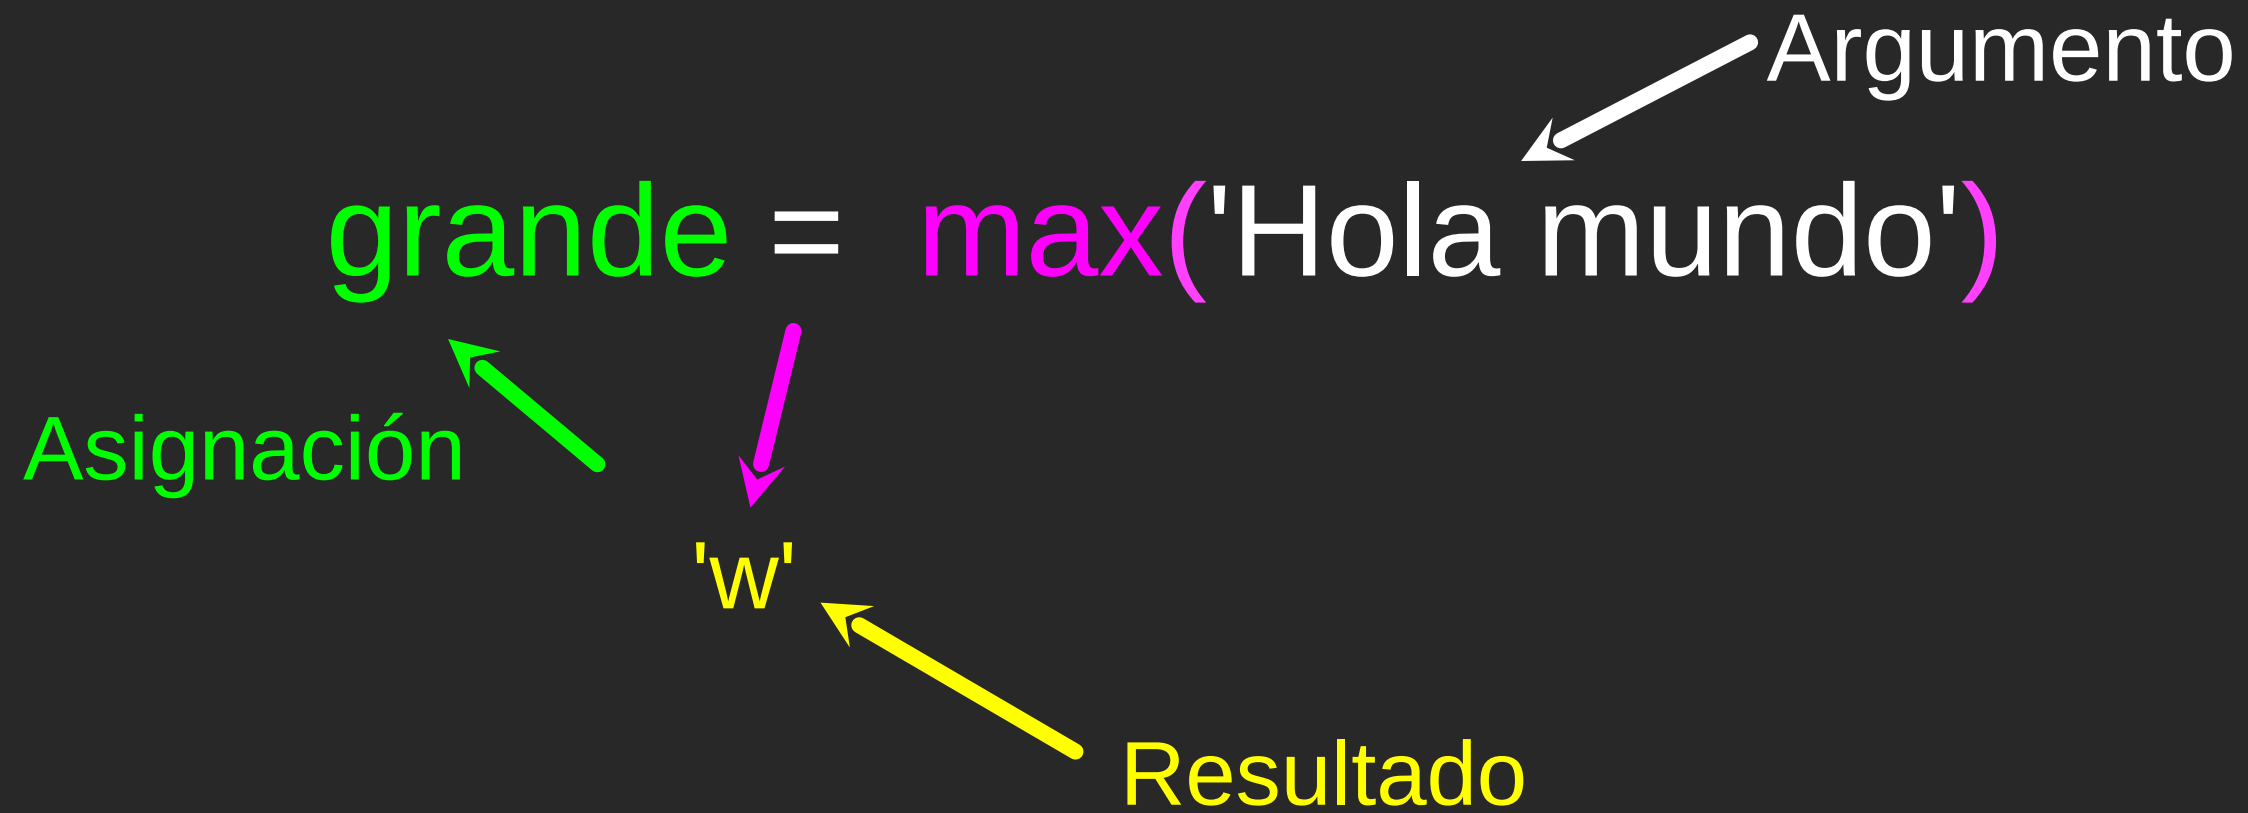 Argumento
grande = max('Hola mundo')
Asignación
'w'
Resultado